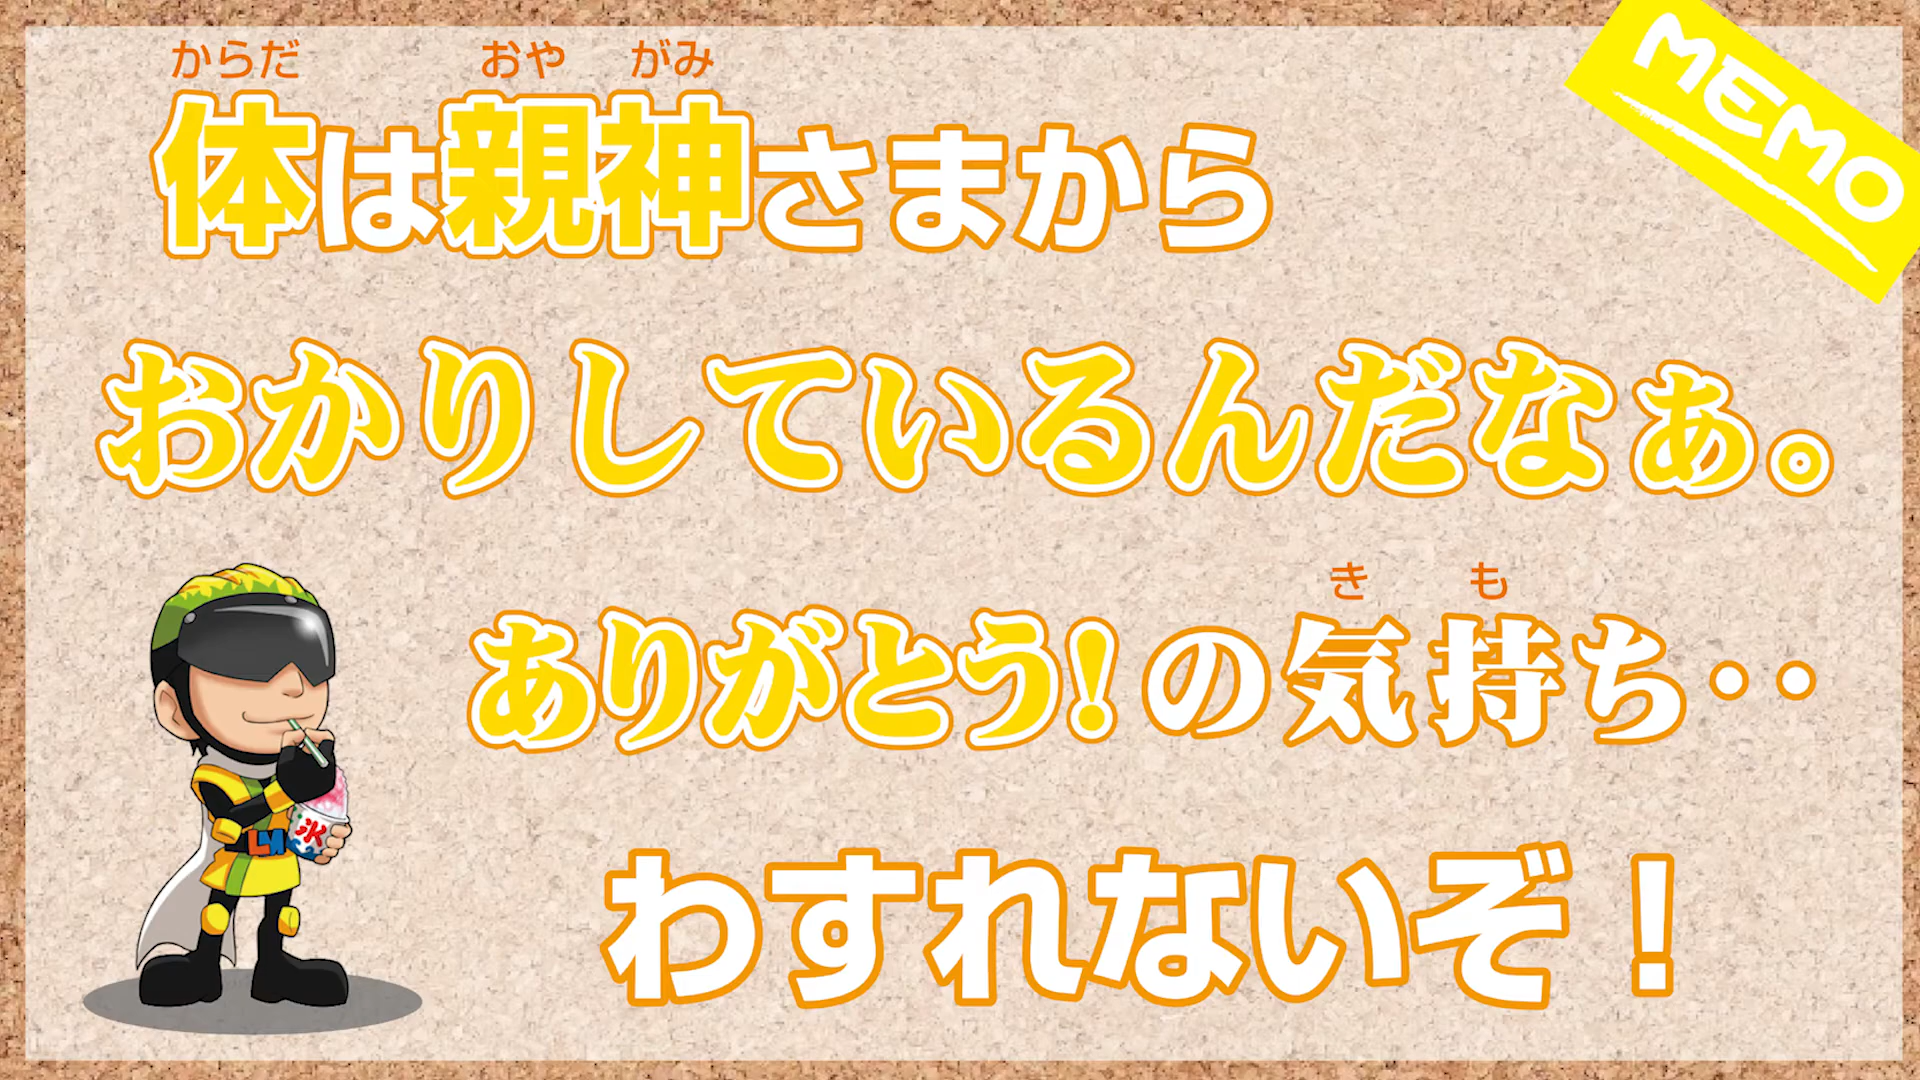 MEMO
からだ おや がみ
体は親神さまから
おかりしているんだなぁ。
き も
ありがとう!の気持ち‥
わすれないぞ！
氷
LM